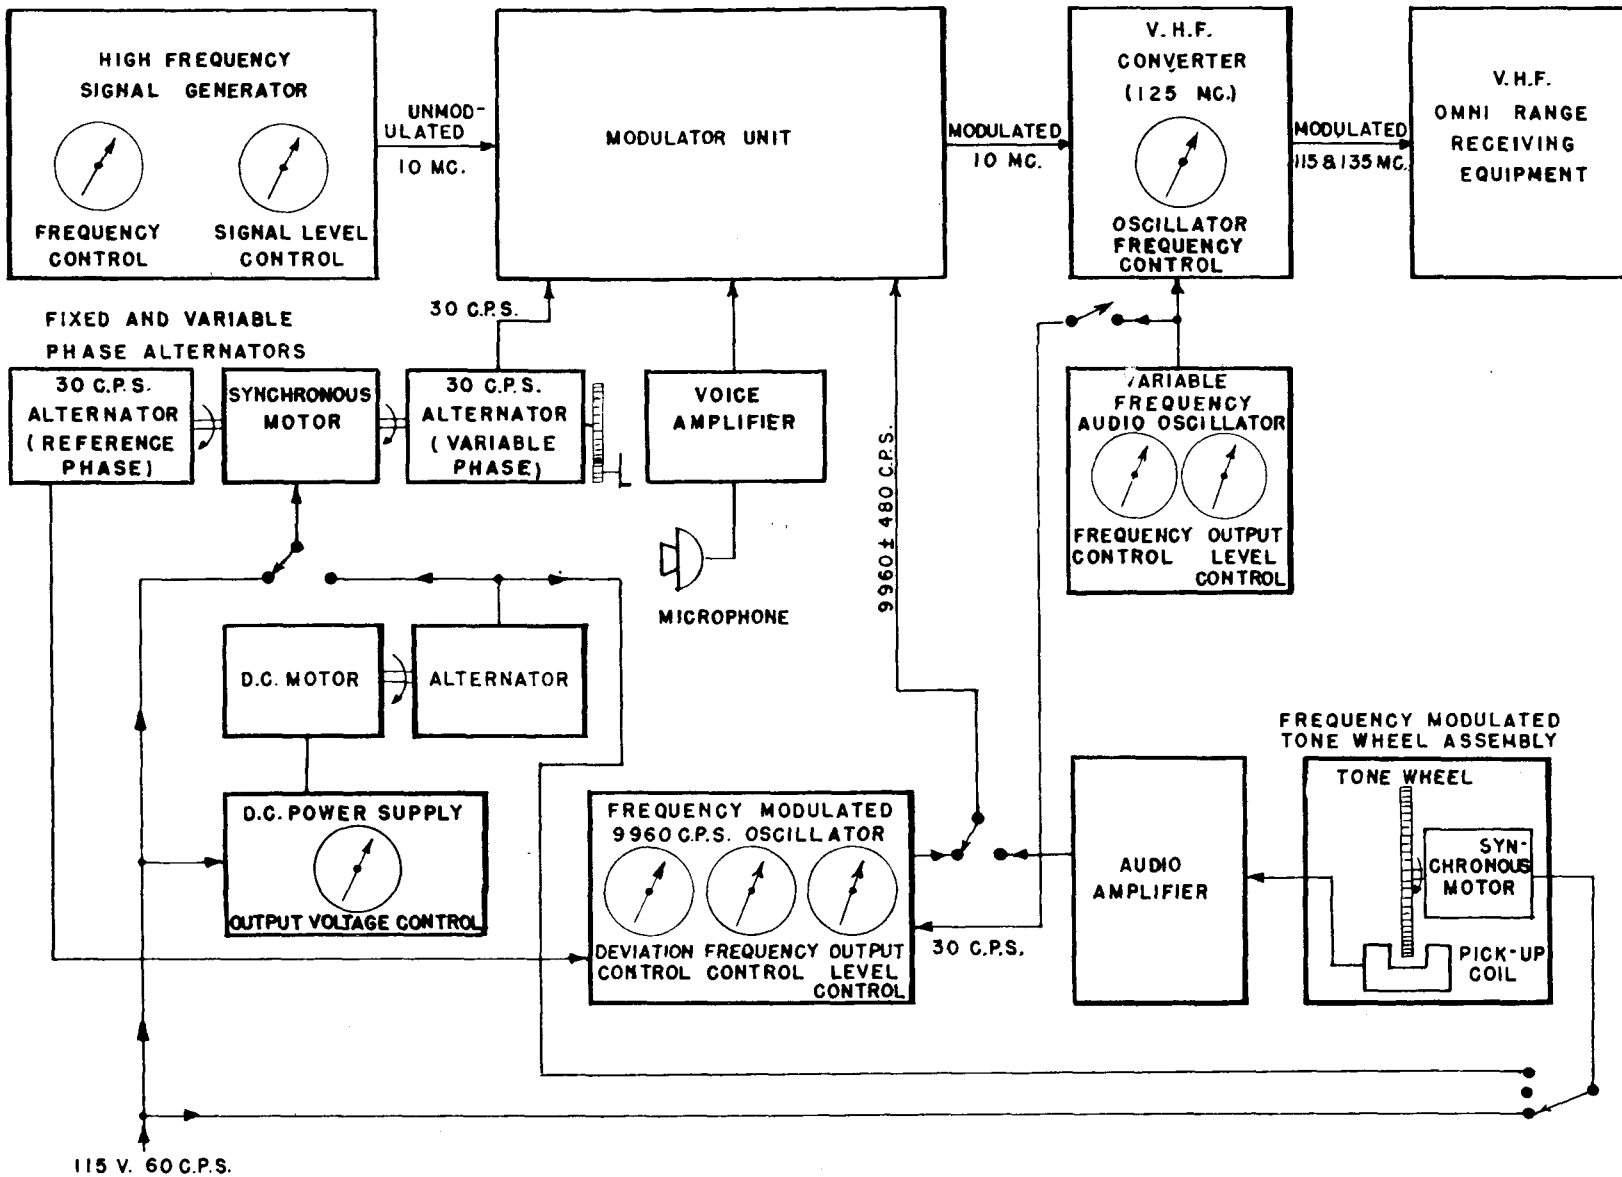 HIGH FREQUENCY
SIGNAL GENERATOR
FREQUENCY
CONTROL
SIGNAL LEVEL
CONTROL
UNMOD-
ULATED
10 MC.
MODULATOR UNIT
MODULATED
10 MC.
V.H.F.
CONVERTER
(125 MC.)
OSCILLATOR
FREQUENCY
CONTROL
MODULATED
115 & 135 MC.
V.H.F.
OMNI RANGE
RECEIVING
EQUIPMENT
FIXED AND VARIABLE
PHASE ALTERNATORS
30 C.P.S.
30 C.P.S.
ALTERNATOR
(REFERENCE
PHASE)
SYNCHRONOUS
MOTOR
30 C.P.S.
ALTERNATOR
(VARIABLE
PHASE)
VOICE
AMPLIFIER
MICROPHONE
9960 ± 480 C.P.S.
VARIABLE
FREQUENCY
AUDIO OSCILLATOR
FREQUENCY
CONTROL
OUTPUT
LEVEL
CONTROL
D.C. MOTOR
ALTERNATOR
D.C. POWER SUPPLY
OUTPUT VOLTAGE CONTROL
FREQUENCY MODULATED
9960 C.P.S. OSCILLATOR
DEVIATION
CONTROL
FREQUENCY
CONTROL
OUTPUT
LEVEL
CONTROL
30 C.P.S.
AUDIO
AMPLIFIER
FREQUENCY MODULATED
TONE WHEEL ASSEMBLY
TONE WHEEL
SYN-
CHRONOUS
MOTOR
PICK-UP
COIL
115 V. 60 C.P.S.